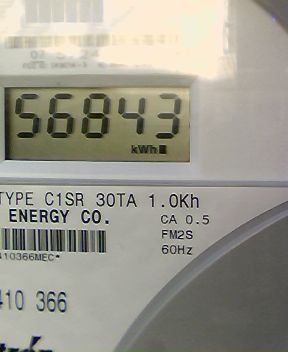 56843
kWh
TYPE C1SR 30TA 1.0Kh
ENERGY CO.
CA 0.5
FM2S
60Hz
410366MEC*
410 366